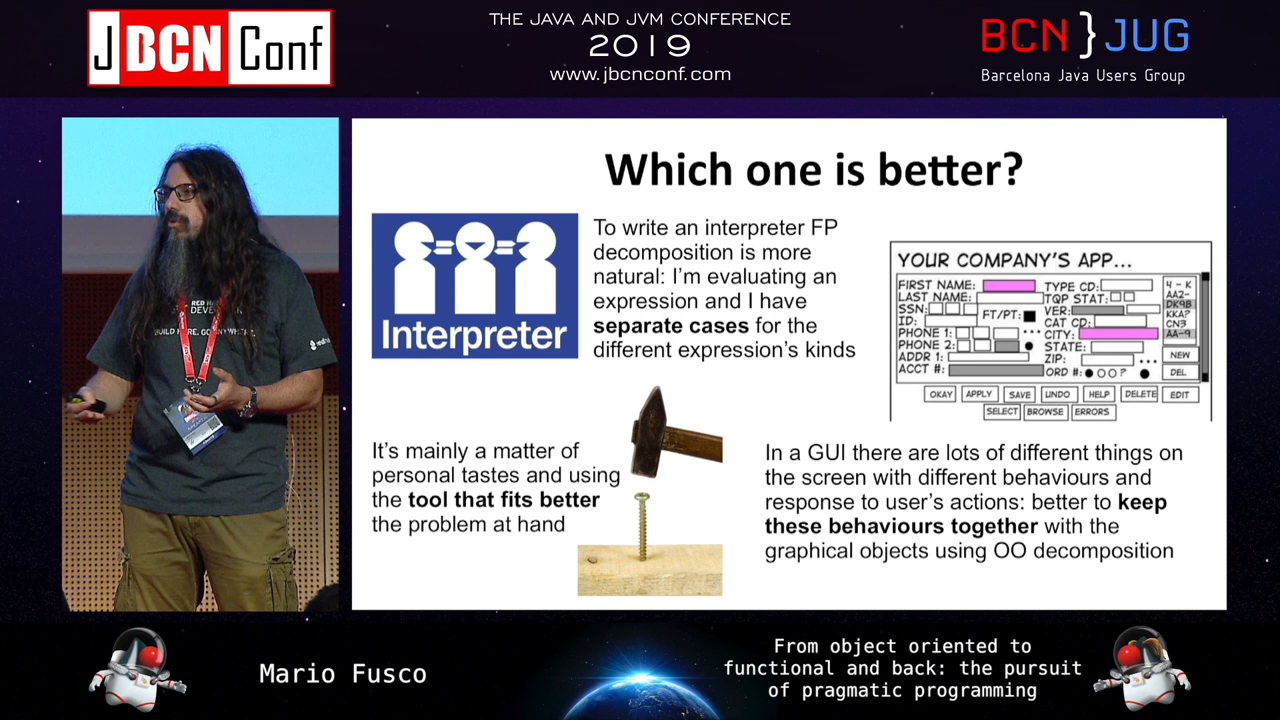 J BCN Conf
THE JAVA AND JVM CONFERENCE
2019
www.jbcnconf.com
BCN } JUG
Barcelona Java Users Group
Which one is better?
Interpreter
To write an interpreter FP
decomposition is more
natural: I'm evaluating an
expression and I have
separate cases for the
different expression's kinds
YOUR COMPANY'S APP...
FIRST NAME:
LAST NAME:
SSN:
ID:
FT/PT:
PHONE 1:
PHONE 2:
ADDR 1:
ACCT #:
TYPE CD:
TQP STAT:
VER:
CAT CD:
CITY:
STATE:
ZIP:
ORD #:
4 - K
AA2-
DK9B
KKA?
CN3
AA-9
NEW
DEL
OKAY APPLY SAVE UNDO HELP DELETE EDIT
SELECT BROWSE ERRORS
It's mainly a matter of
personal tastes and using
the tool that fits better
the problem at hand
In a GUI there are lots of different things on
the screen with different behaviours and
response to user's actions: better to keep
these behaviours together with the
graphical objects using OO decomposition
Mario Fusco
From object oriented to
functional and back: the pursuit
of pragmatic programming